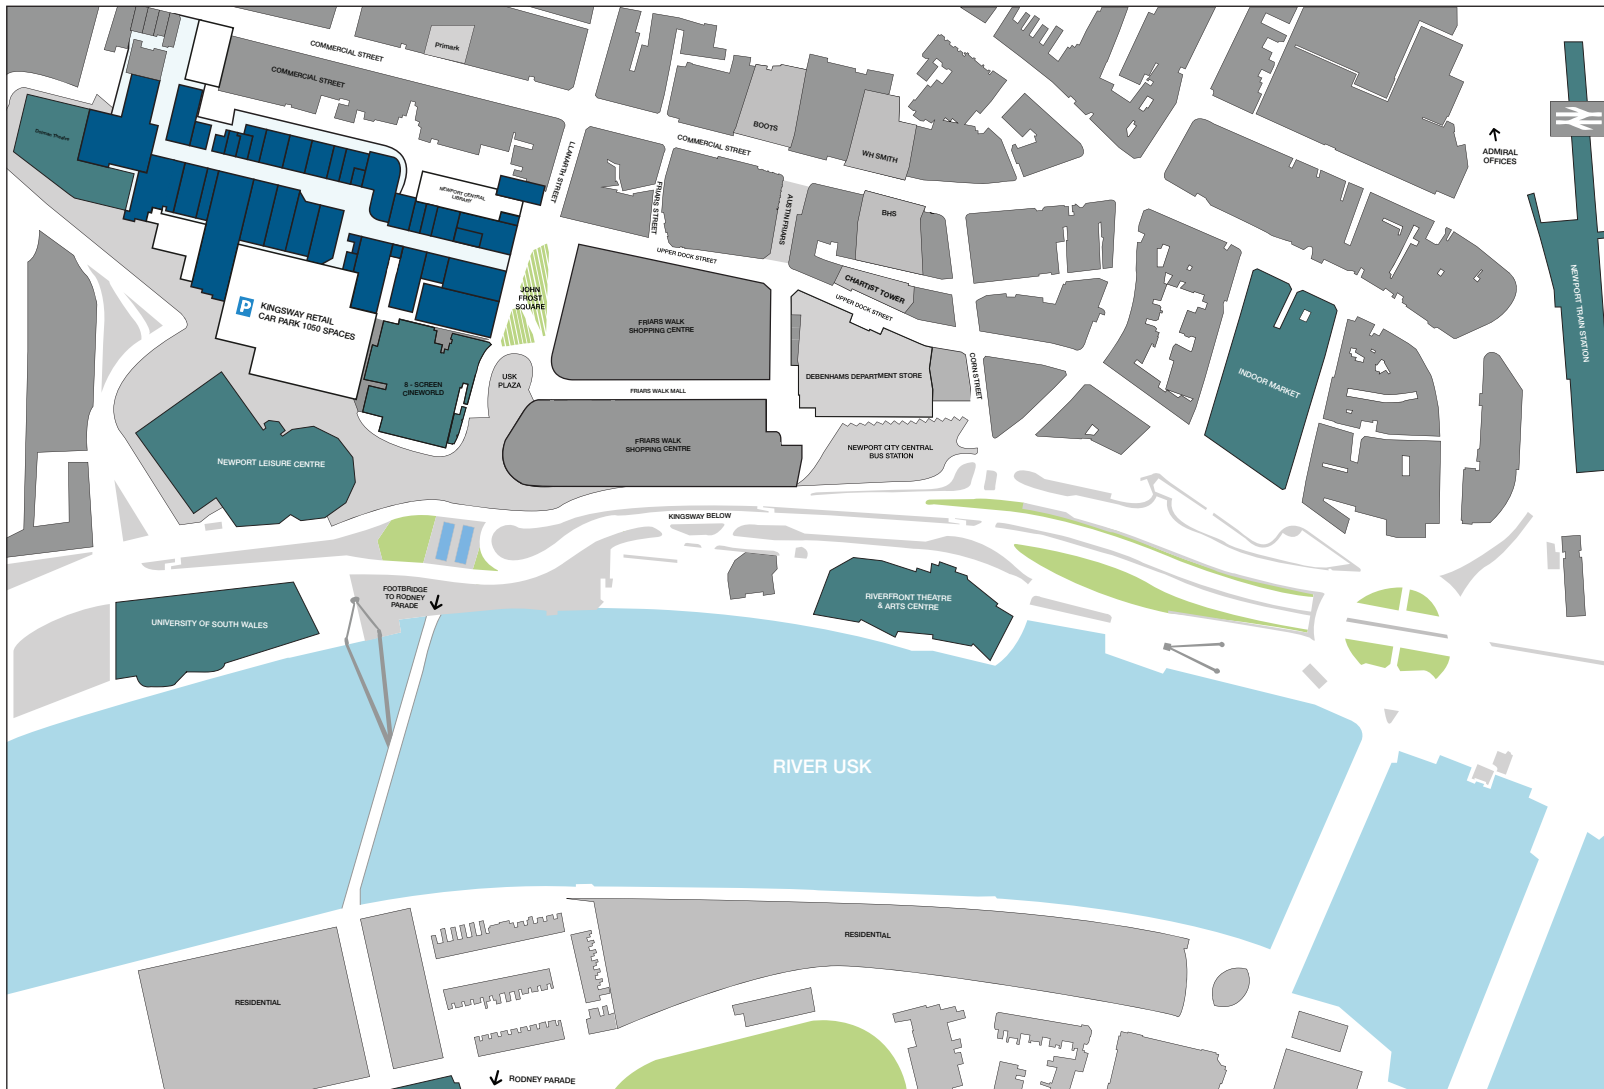 Primark
COMMERCIAL STREET
COMMERCIAL STREET
BOOTS
COMMERCIAL STREET
WH SMITH
ADMIRAL
OFFICES
Dolman Theatre
LLANARTH STREET
NEWPORT CENTRAL
LIBRARY
FRIARS STREET
AUSTIN FRIARS
BHS
UPPER DOCK STREET
CHARTIST TOWER
UPPER DOCK STREET
NEWPORT TRAIN STATION
JOHN
FROST
SQUARE
P
KINGSWAY RETAIL
CAR PARK 1050 SPACES
FRIARS WALK
SHOPPING CENTRE
CORN STREET
INDOOR MARKET
DEBENHAMS DEPARTMENT STORE
USK
PLAZA
8 - SCREEN
CINEWORLD
FRIARS WALK MALL
FRIARS WALK
SHOPPING CENTRE
NEWPORT CITY CENTRAL
BUS STATION
NEWPORT LEISURE CENTRE
KINGSWAY BELOW
FOOTBRIDGE
TO RODNEY
PARADE
RIVERFRONT THEATRE
& ARTS CENTRE
UNIVERSITY OF SOUTH WALES
RIVER USK
RESIDENTIAL
RESIDENTIAL
RODNEY PARADE